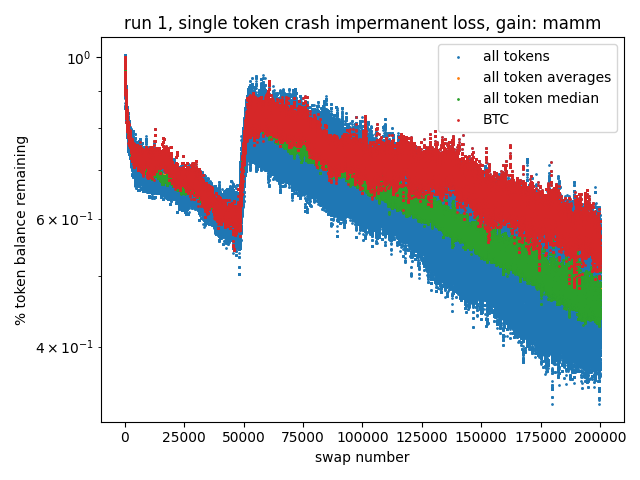 run 1, single token crash impermanent loss, gain: mamm
10⁰
6 × 10⁻¹
4 × 10⁻¹
% token balance remaining
all tokens
all token averages
all token median
BTC
0 25000 50000 75000 100000 125000 150000 175000 200000
swap number